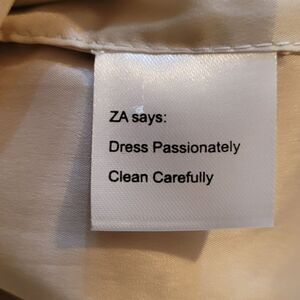 ZA says:
Dress Passionately
Clean Carefully